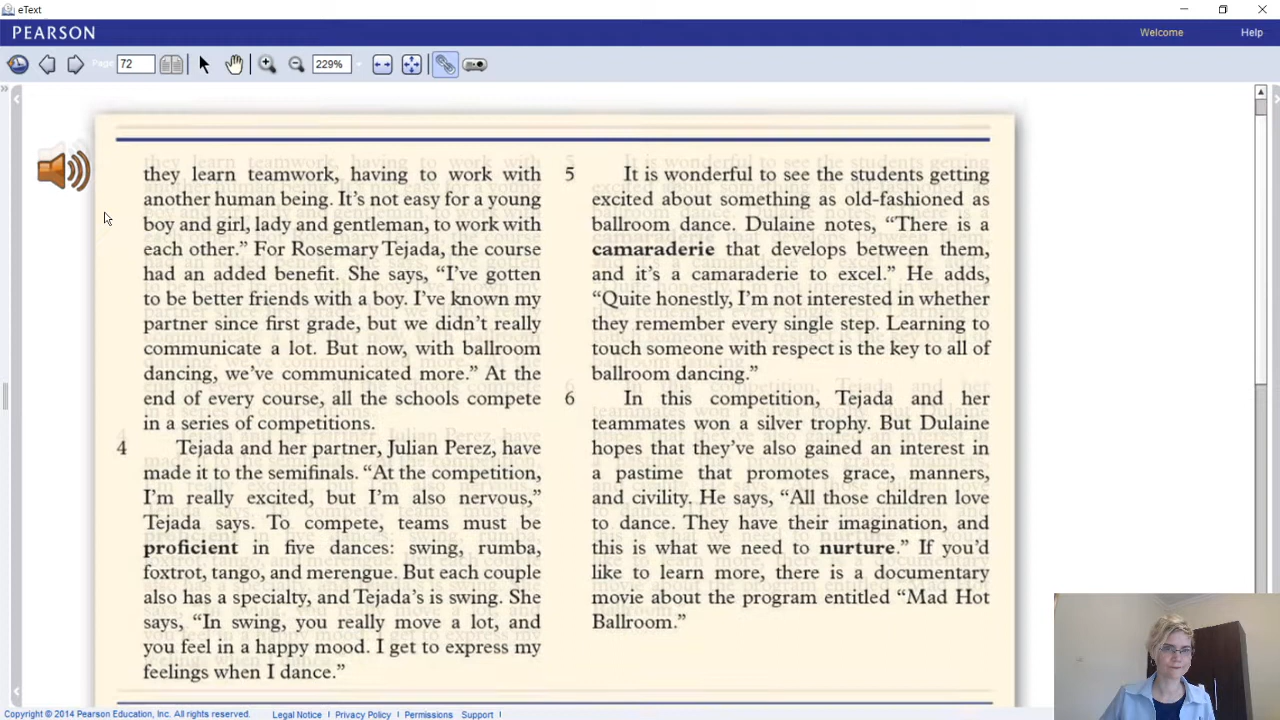 eText
PEARSON
Welcome
Help
Page
72
229%
they learn teamwork, having to work with
another human being. It's not easy for a young
boy and girl, lady and gentleman, to work with
each other.” For Rosemary Tejada, the course
had an added benefit. She says, “I've gotten
to be better friends with a boy. I've known my
partner since first grade, but we didn't really
communicate a lot. But now, with ballroom
dancing, we've communicated more.” At the
end of every course, all the schools compete
in a series of competitions.
4 Tejada and her partner, Julian Perez, have
made it to the semifinals. “At the competition,
I'm really excited, but I'm also nervous,”
Tejada says. To compete, teams must be
proficient in five dances: swing, rumba,
foxtrot, tango, and merengue. But each couple
also has a specialty, and Tejada's is swing. She
says, “In swing, you really move a lot, and
you feel in a happy mood. I get to express my
feelings when I dance.”
5 It is wonderful to see the students getting
excited about something as old-fashioned as
ballroom dance. Dulaine notes, “There is a
camaraderie that develops between them,
and it's a camaraderie to excel.” He adds,
“Quite honestly, I'm not interested in whether
they remember every single step. Learning to
touch someone with respect is the key to all of
ballroom dancing.”
6 In this competition, Tejada and her
teammates won a silver trophy. But Dulaine
hopes that they've also gained an interest in
a pastime that promotes grace, manners,
and civility. He says, “All those children love
to dance. They have their imagination, and
this is what we need to nurture.” If you'd
like to learn more, there is a documentary
movie about the program entitled “Mad Hot
Ballroom.”
Copyright © 2014 Pearson Education, Inc. All rights reserved. Legal Notice | Privacy Policy | Permissions Support |